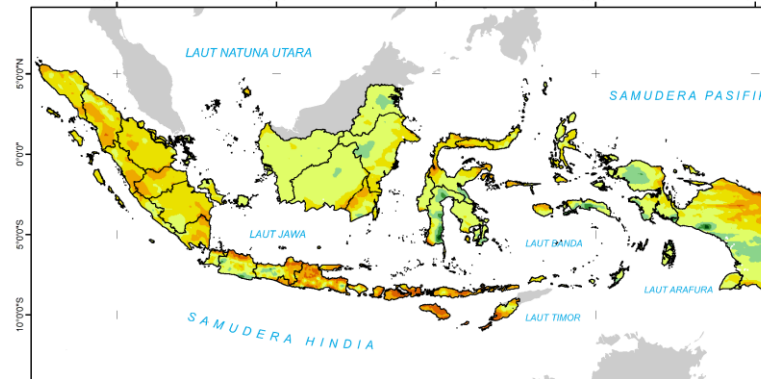 LAUT NATUNA UTARA
5°0'0"N
SAMUDERA PASIFI
0°0'0"
LAUT JAWA
5°0'0"S
LAUT BANDA
LAUT ARAFURA
10°0'0"S
SAMUDERA HINDIA
LAUT TIMOR